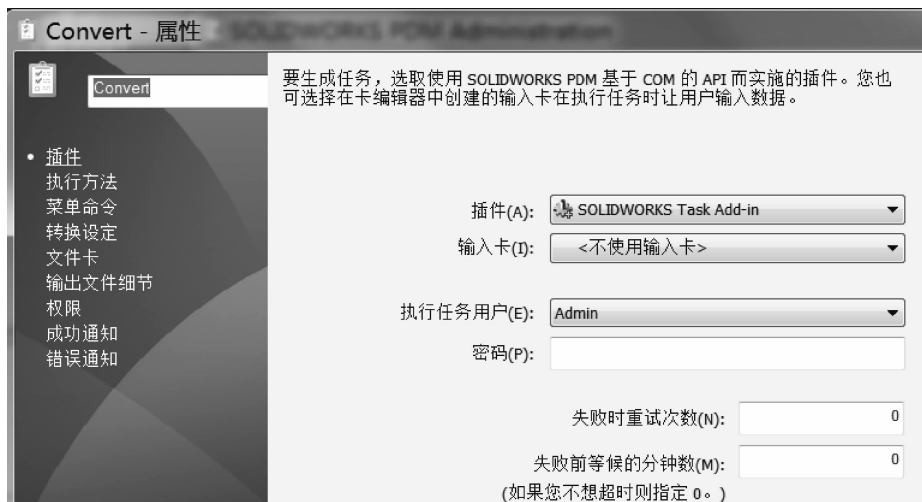 Convert - 属性
SOLIDWORKS PDM Administration
Convert
要生成任务，选取使用 SOLIDWORKS PDM 基于 COM 的 API 而实施的插件。您也
可选择在卡编辑器中创建的输入卡在执行任务时让用户输入数据。
• 插件
执行方法
菜单命令
转换设定
文件卡
输出文件细节
权限
成功通知
错误通知
插件(A):
SOLIDWORKS Task Add-in
输入卡(I):
<不使用输入卡>
执行任务用户(E):
Admin
密码(P):
失败时重试次数(N):
0
失败前等候的分钟数(M):
0
(如果您不想超时则指定 0。)